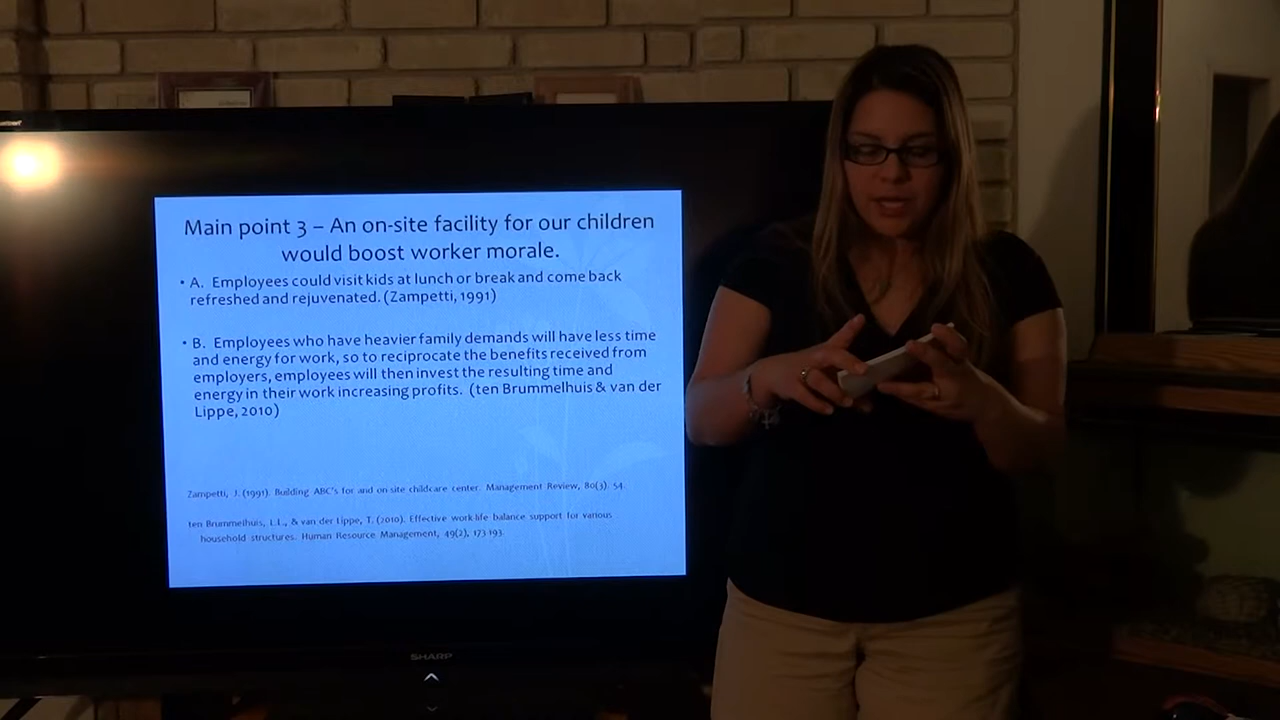 Main point 3 – An on-site facility for our children
would boost worker morale.
• A. Employees could visit kids at lunch or break and come back
refreshed and rejuvenated. (Zampetti, 1991)
• B. Employees who have heavier family demands will have less time
and energy for work, so to reciprocate the benefits received from
employers, employees will then invest the resulting time and
energy in their work increasing profits. (ten Brummelhuis & van der
Lippe, 2010)
Zampetti, J. (1991). Building ABC's for and on-site childcare center. Management Review, 80(3). 54.
ten Brummelhuis, L.L., & van der Lippe, T. (2010). Effective work-life balance support for various
household structures. Human Resource Management, 49(2), 173-193.
SHARP